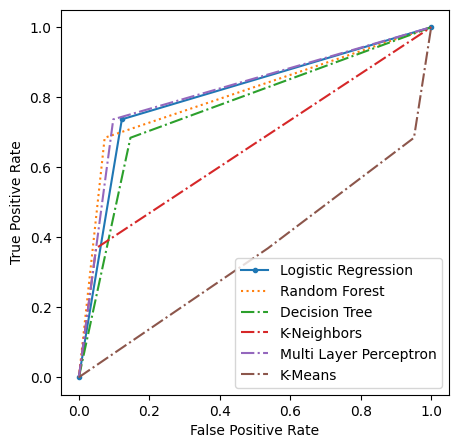 1.0
0.8
0.6
0.4
0.2
0.0
True Positive Rate
Logistic Regression
Random Forest
Decision Tree
K-Neighbors
Multi Layer Perceptron
K-Means
0.0 0.2 0.4 0.6 0.8 1.0
False Positive Rate